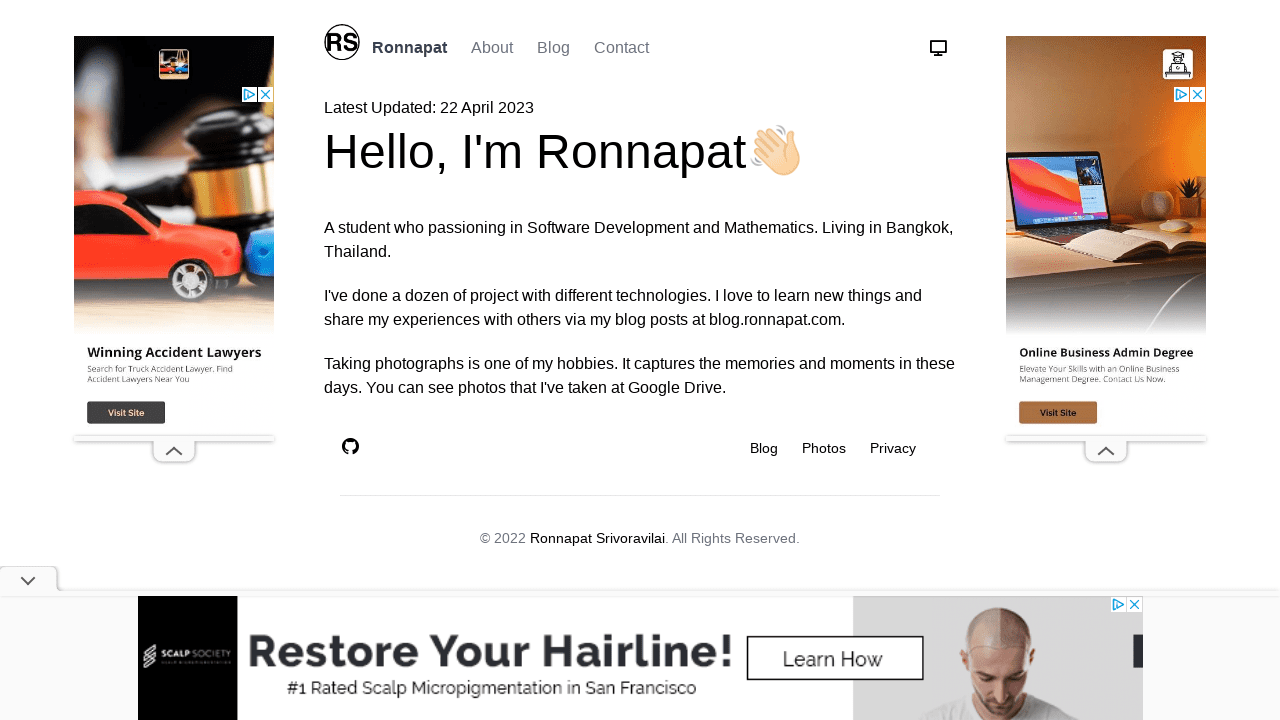 RS Ronnapat About Blog Contact
Latest Updated: 22 April 2023
Hello, I'm Ronnapat
A student who passioning in Software Development and Mathematics. Living in Bangkok,
Thailand.
I've done a dozen of project with different technologies. I love to learn new things and
share my experiences with others via my blog posts at blog.ronnapat.com.
Taking photographs is one of my hobbies. It captures the memories and moments in these
days. You can see photos that I've taken at Google Drive.
Blog Photos Privacy
© 2022 Ronnapat Srivoravilai. All Rights Reserved.
Winning Accident Lawyers
Search for Truck Accident Lawyer. Find
Accident Lawyers Near You
Visit Site
Online Business Admin Degree
Elevate Your Skills with an Online Business
Management Degree. Contact Us Now.
Visit Site
SCALP SOCIETY
Restore Your Hairline!
#1 Rated Scalp Micropigmentation in San Francisco
Learn How